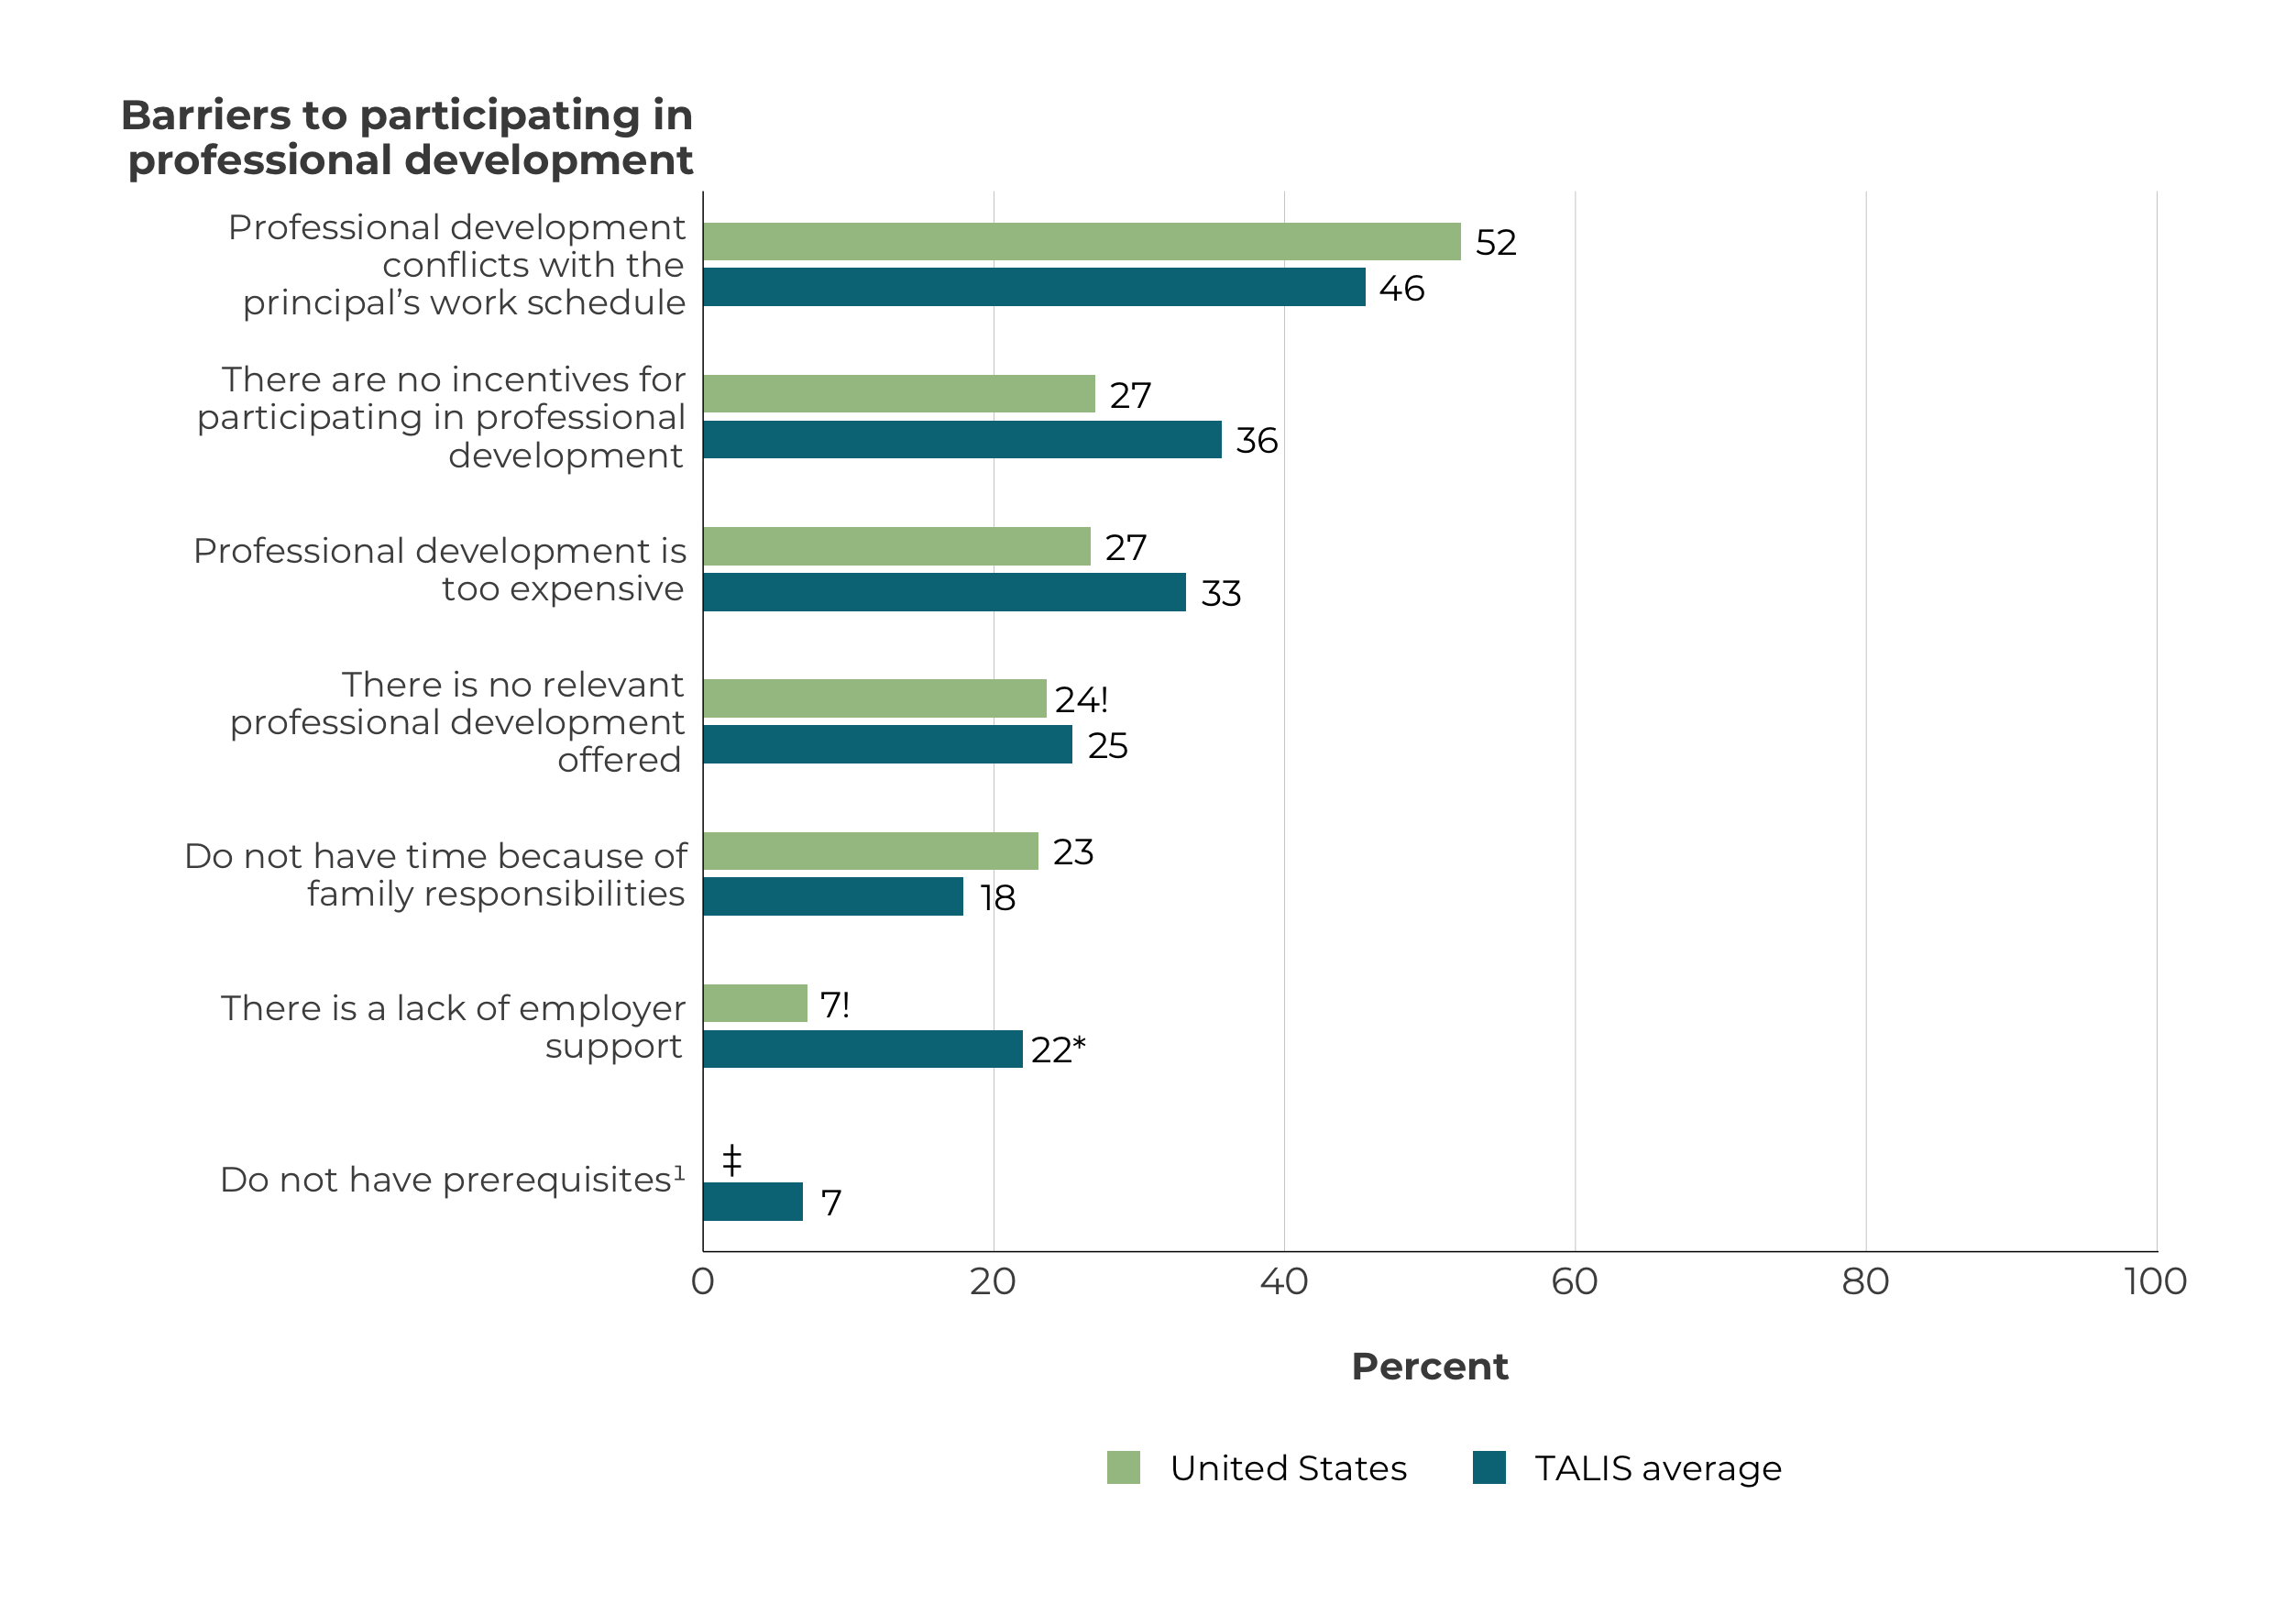 Barriers to participating in
professional development
Professional development
conflicts with the
principal’s work schedule
52
46
There are no incentives for
participating in professional
development
27
36
Professional development is
too expensive
27
33
There is no relevant
professional development
offered
24!
25
Do not have time because of
family responsibilities
23
18
There is a lack of employer
support
7!
22*
Do not have prerequisites¹
‡
7
0 20 40 60 80 100
Percent
United States TALIS average